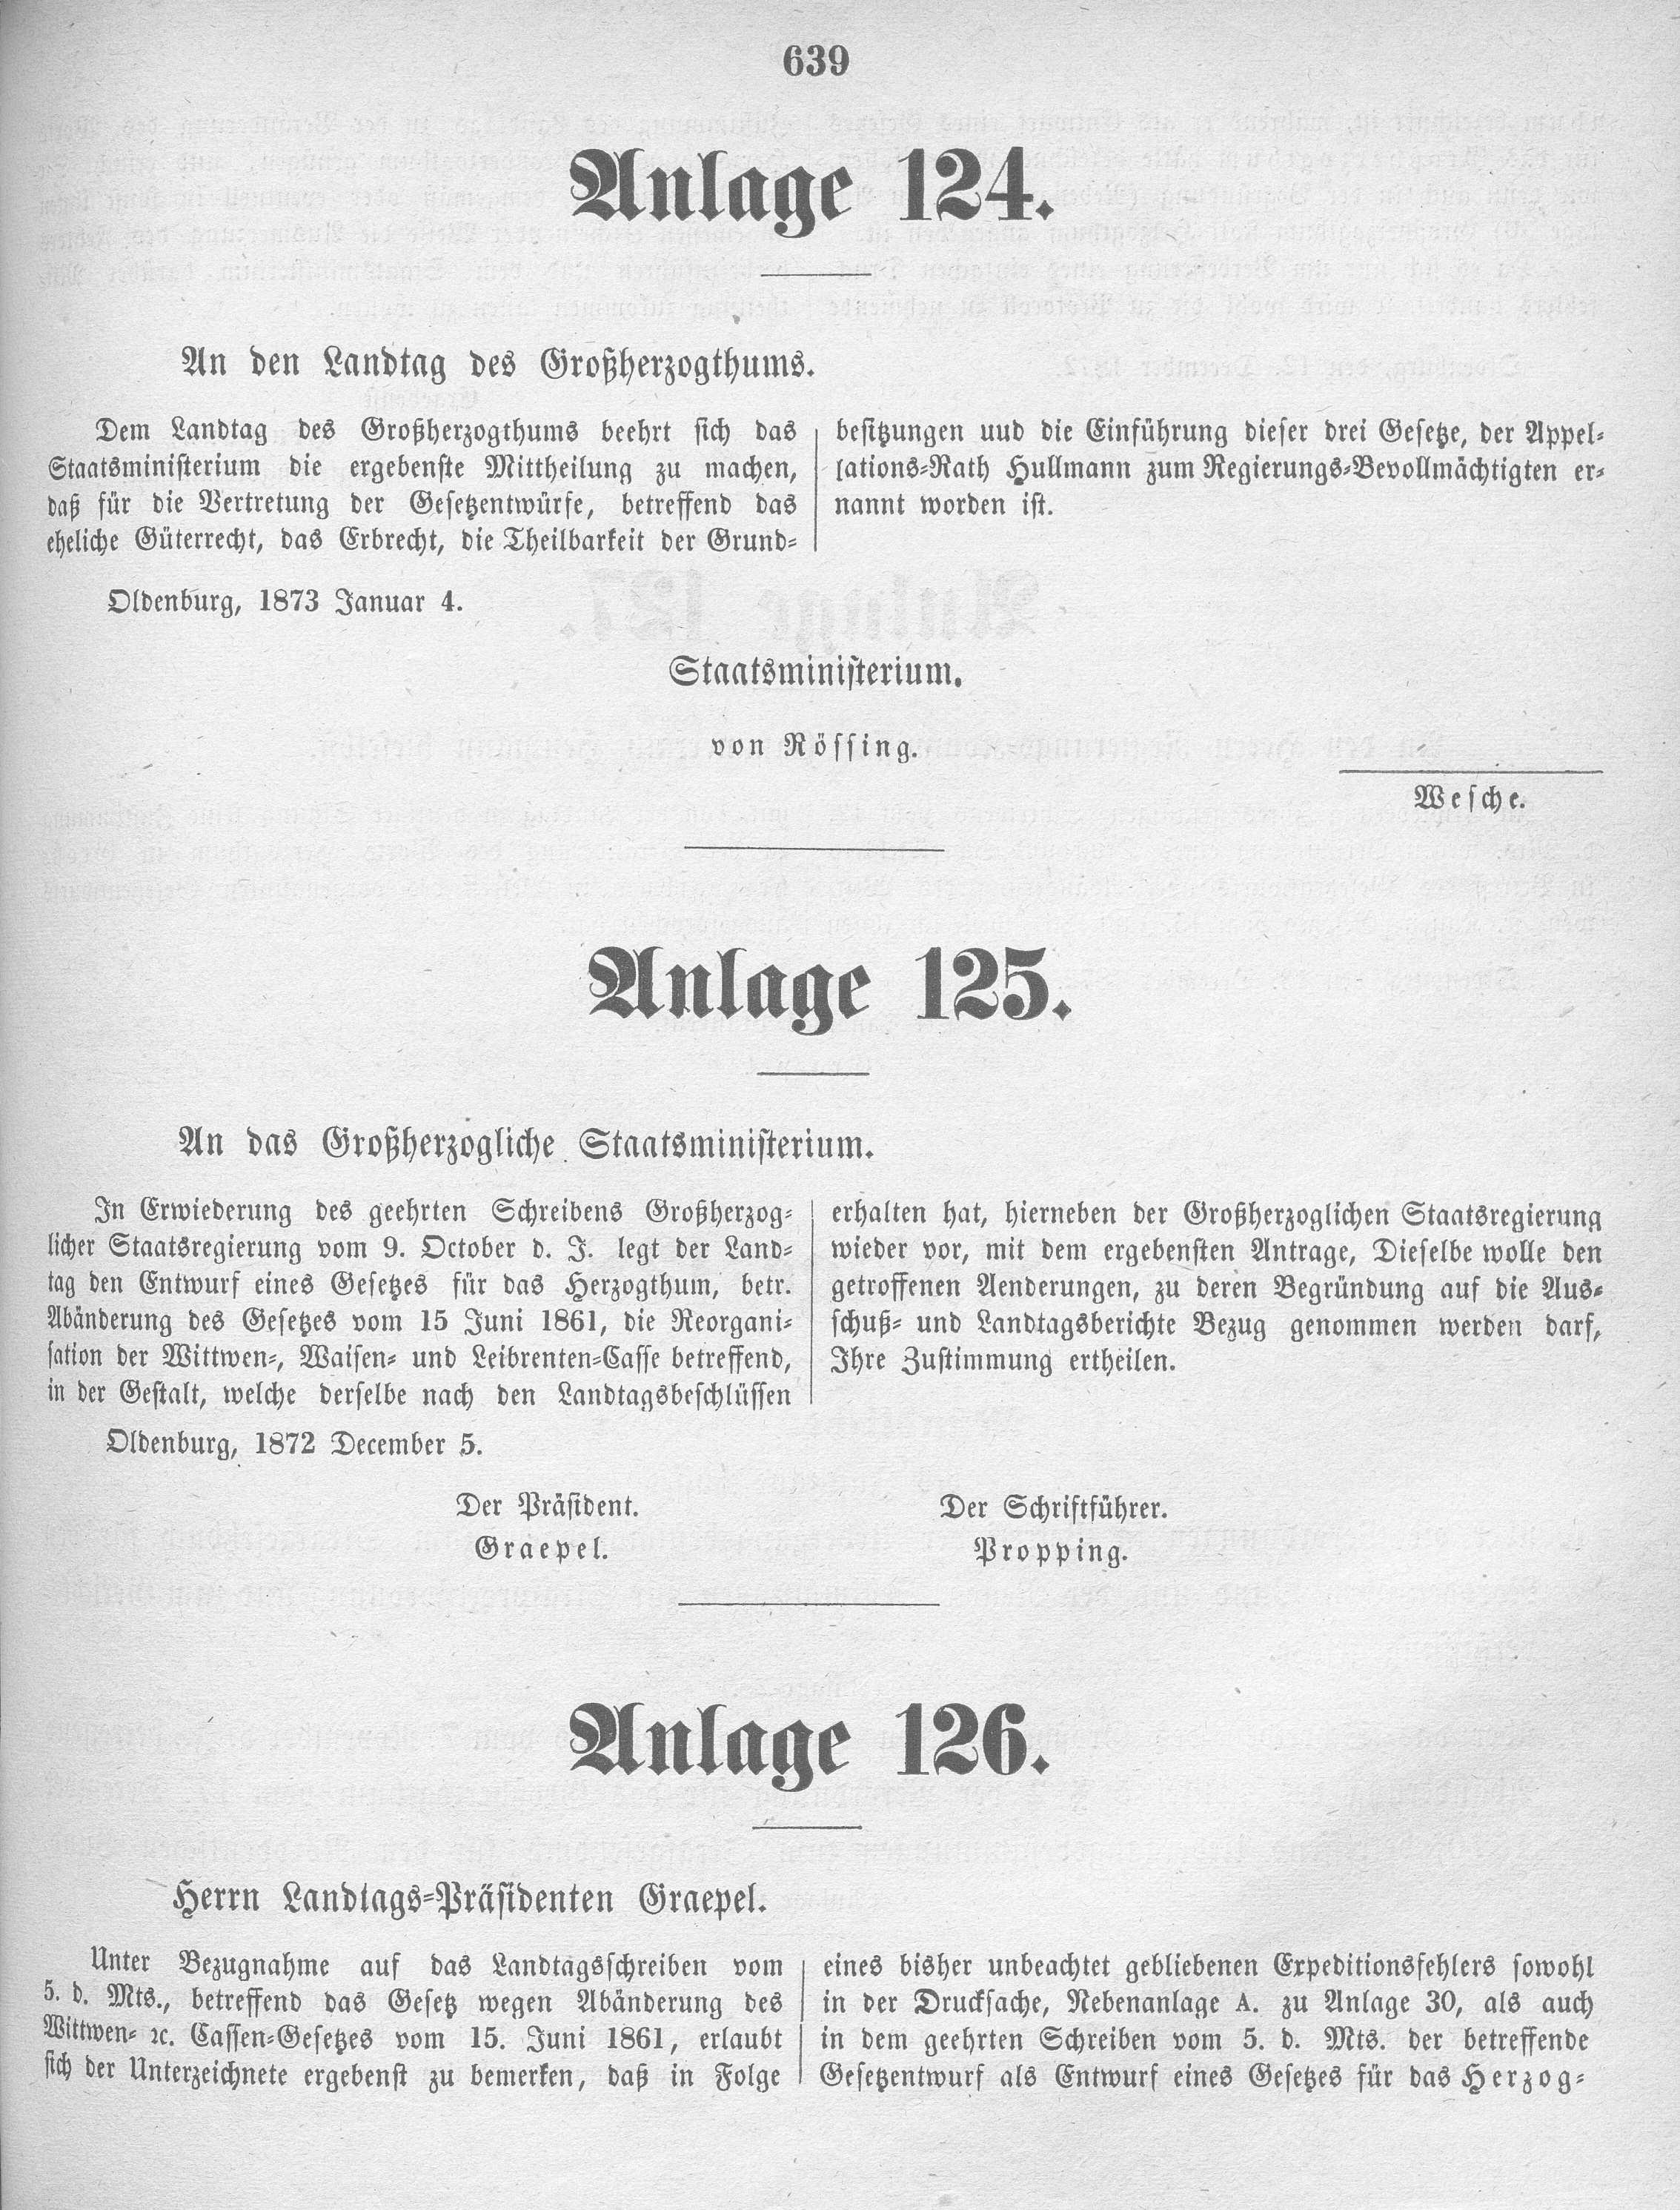 639
Anlage 124.
An den Landtag des Großherzogthums.
Dem Landtag des Großherzogthums beehrt sich das
Staatsministerium die ergebenste Mittheilung zu machen,
daß für die Vertretung der Gesetzentwürfe, betreffend das
eheliche Güterrecht, das Erbrecht, die Theilbarkeit der Grund-
besitzungen uud die Einführung dieser drei Gesetze, der Appel-
lations-Rath Hullmann zum Regierungs-Bevollmächtigten er-
nannt worden ist.
Oldenburg, 1873 Januar 4.
Staatsministerium.
von Rössing.
Wesche.
Anlage 125.
An das Großherzogliche Staatsministerium.
In Erwiederung des geehrten Schreibens Großherzog-
licher Staatsregierung vom 9. October d. J. legt der Land-
tag den Entwurf eines Gesetzes für das Herzogthum, betr.
Abänderung des Gesetzes vom 15 Juni 1861, die Reorgani-
sation der Wittwen-, Waisen- und Leibrenten-Casse betreffend,
in der Gestalt, welche derselbe nach den Landtagsbeschlüssen
erhalten hat, hierneben der Großherzoglichen Staatsregierung
wieder vor, mit dem ergebensten Antrage, Dieselbe wolle den
getroffenen Aenderungen, zu deren Begründung auf die Aus-
schuß- und Landtagsberichte Bezug genommen werden darf,
Ihre Zustimmung ertheilen.
Oldenburg, 1872 December 5.
Der Präsident.
Graepel.
Der Schriftführer.
Propping.
Anlage 126.
Herrn Landtags-Präsidenten Graepel.
Unter Bezugnahme auf das Landtagsschreiben vom
5. d. Mts., betreffend das Gesetz wegen Abänderung des
Wittwen- ꝛc. Cassen-Gesetzes vom 15. Juni 1861, erlaubt
sich der Unterzeichnete ergebenst zu bemerken, daß in Folge
eines bisher unbeachtet gebliebenen Expeditionsfehlers sowohl
in der Drucksache, Nebenanlage A. zu Anlage 30, als auch
in dem geehrten Schreiben vom 5. d. Mts. der betreffende
Gesetzentwurf als Entwurf eines Gesetzes für das Herzog-